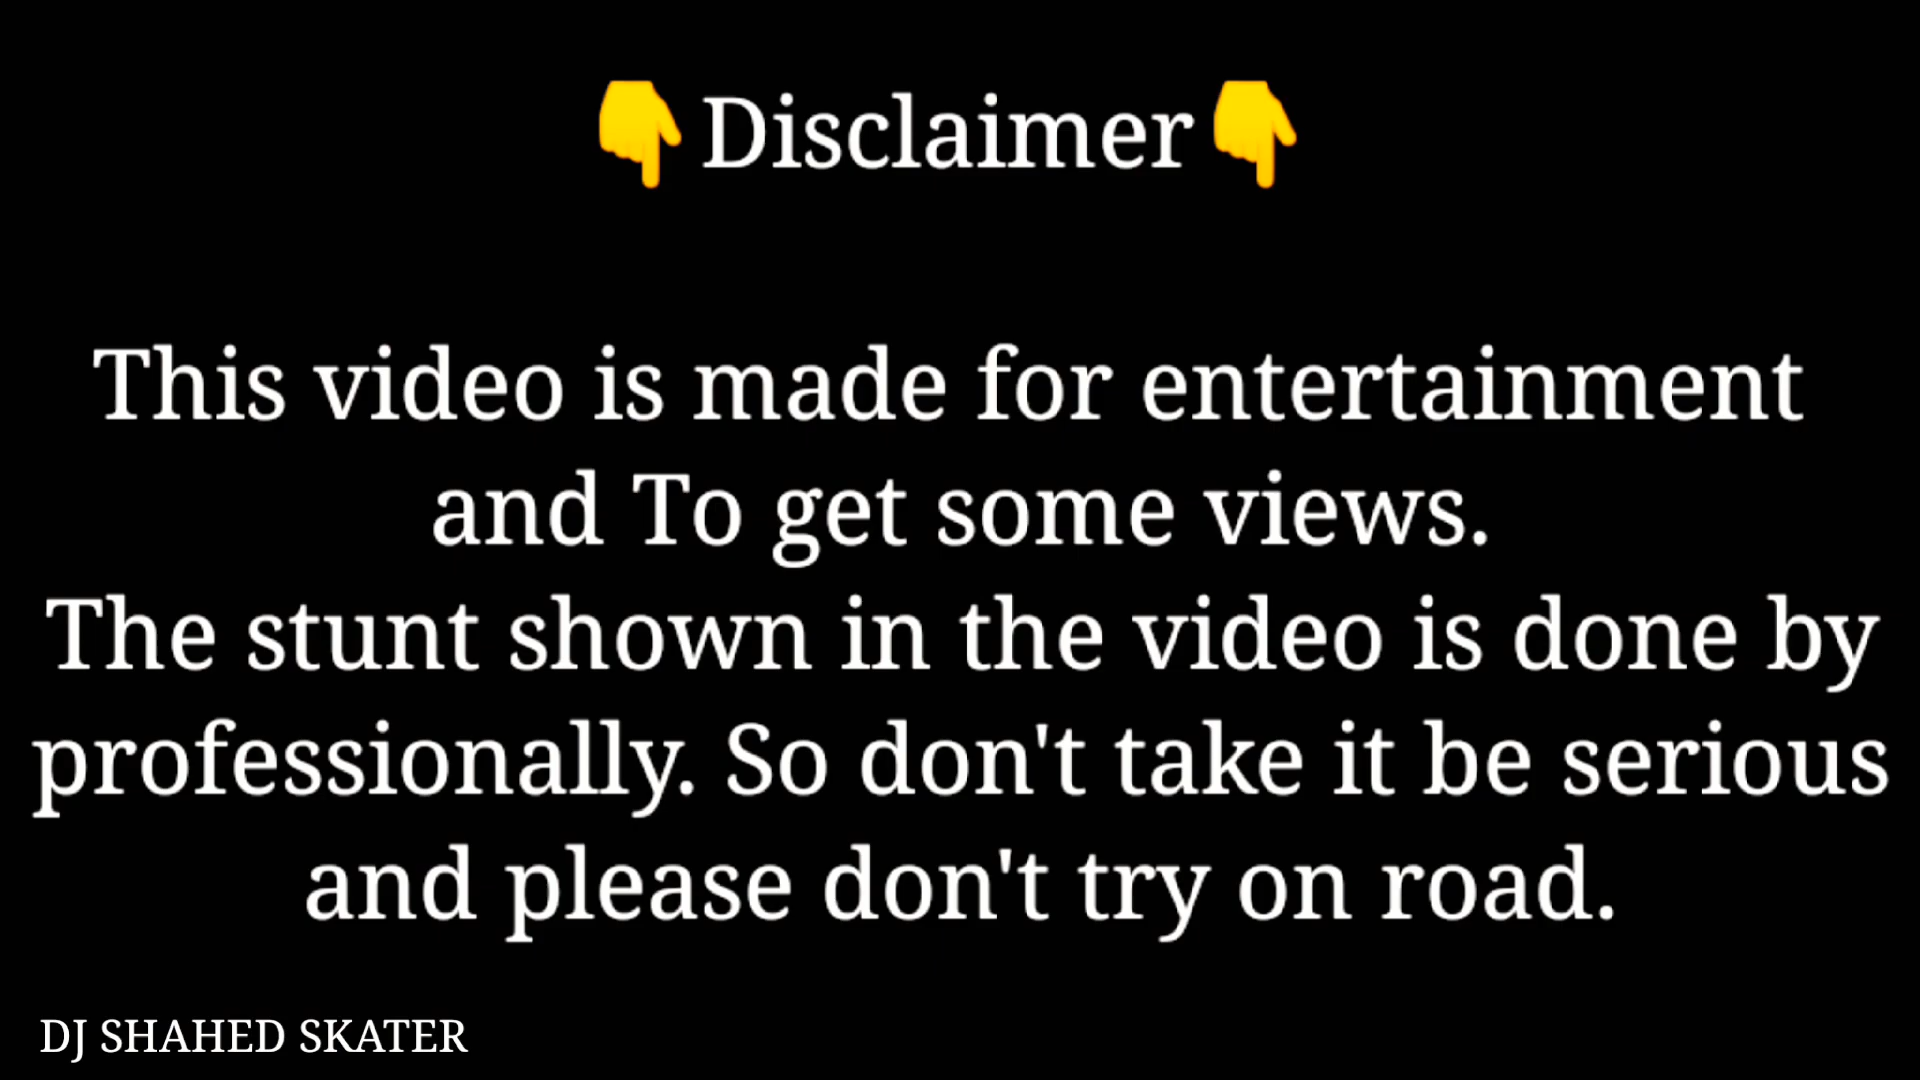 👇Disclaimer👇
This video is made for entertainment
and To get some views.
The stunt shown in the video is done by
professionally. So don't take it be serious
and please don't try on road.
DJ SHAHED SKATER